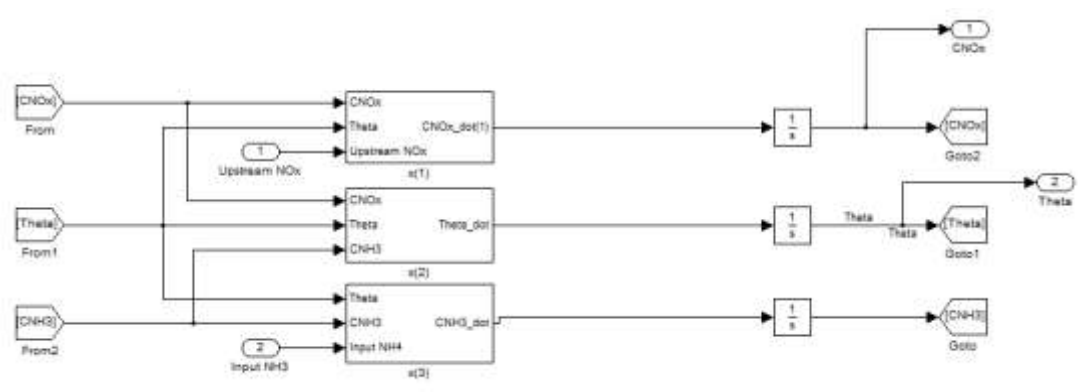 1
CNOx
[CNOx]
From
CNOx
Theta
Upstream NOx
CNOx_dot(1)
x(1)
1
Upstream NOx
1
s
[CNOx]
Goto2
2
Theta
[Theta]
From1
CNOx
Theta
CNH3
Theta_dot
x(2)
1
s
Theta
Theta
[Theta]
Goto1
[CNH3]
From2
Theta
CNH3
Input NH4
CNH3_dot
x(3)
2
Input NH3
1
s
[CNH3]
Goto